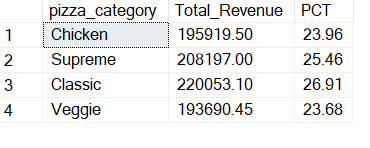 pizza_category Total_Revenue PCT
1 Chicken 195919.50 23.96
2 Supreme 208197.00 25.46
3 Classic 220053.10 26.91
4 Veggie 193690.45 23.68